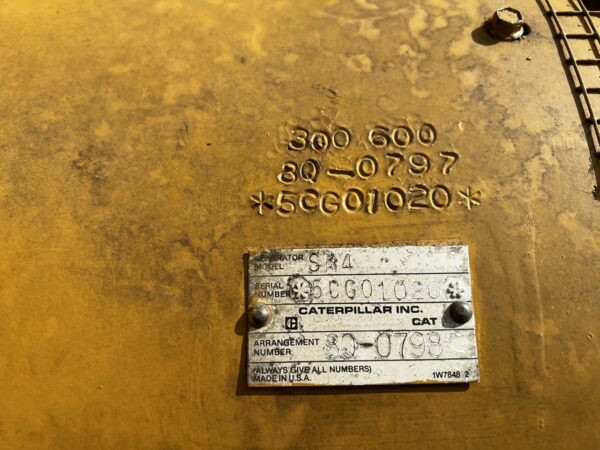 300 600
8Q-0797
*5CG01020*
GENERATOR
MODEL SR4
SERIAL
NUMBER *5CG01020*
CATERPILLAR INC.
CAT
ARRANGEMENT
NUMBER 8Q-0798
(ALWAYS GIVE ALL NUMBERS)
MADE IN U.S.A. 1W7848 2